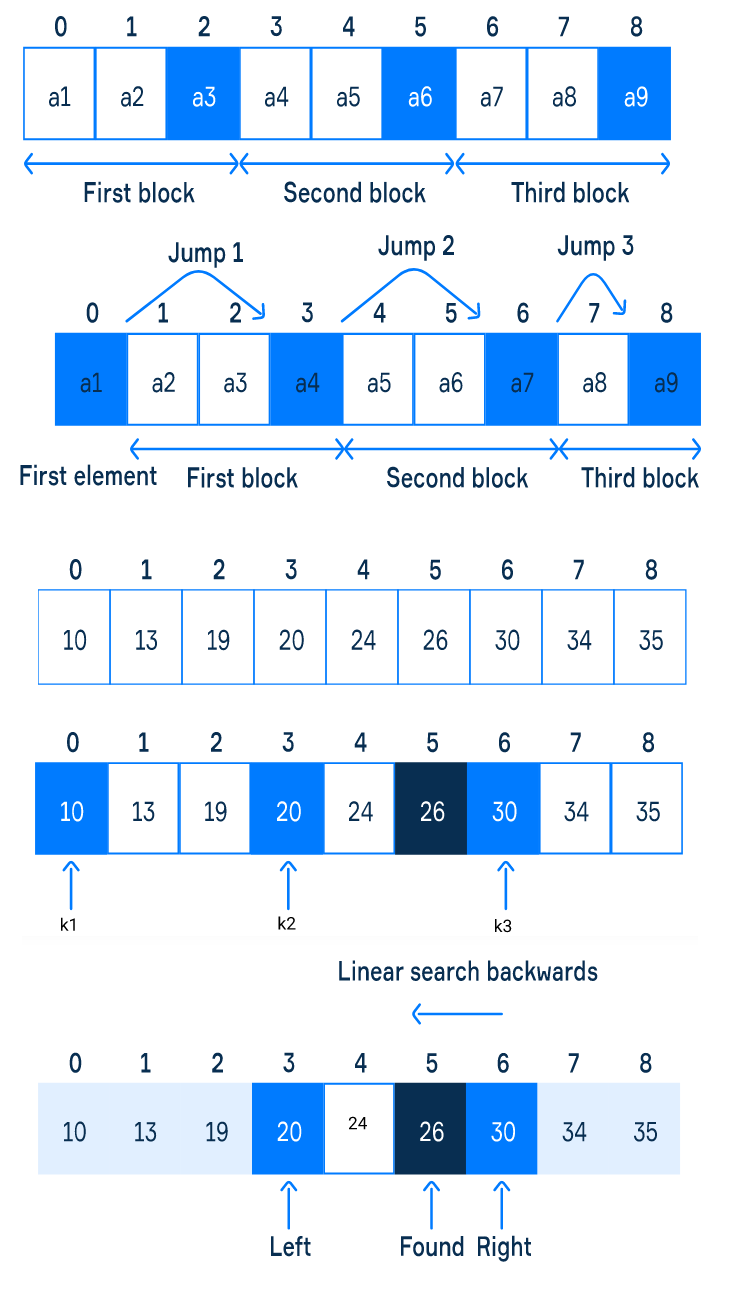 0 1 2 3 4 5 6 7 8
a1 a2 a3 a4 a5 a6 a7 a8 a9
First block Second block Third block
Jump 1 Jump 2 Jump 3
0 1 2 3 4 5 6 7 8
a1 a2 a3 a4 a5 a6 a7 a8 a9
First element First block Second block Third block
0 1 2 3 4 5 6 7 8
10 13 19 20 24 26 30 34 35
0 1 2 3 4 5 6 7 8
10 13 19 20 24 26 30 34 35
k1 k2 k3
Linear search backwards
0 1 2 3 4 5 6 7 8
10 13 19 20 24 26 30 34 35
Left Found Right